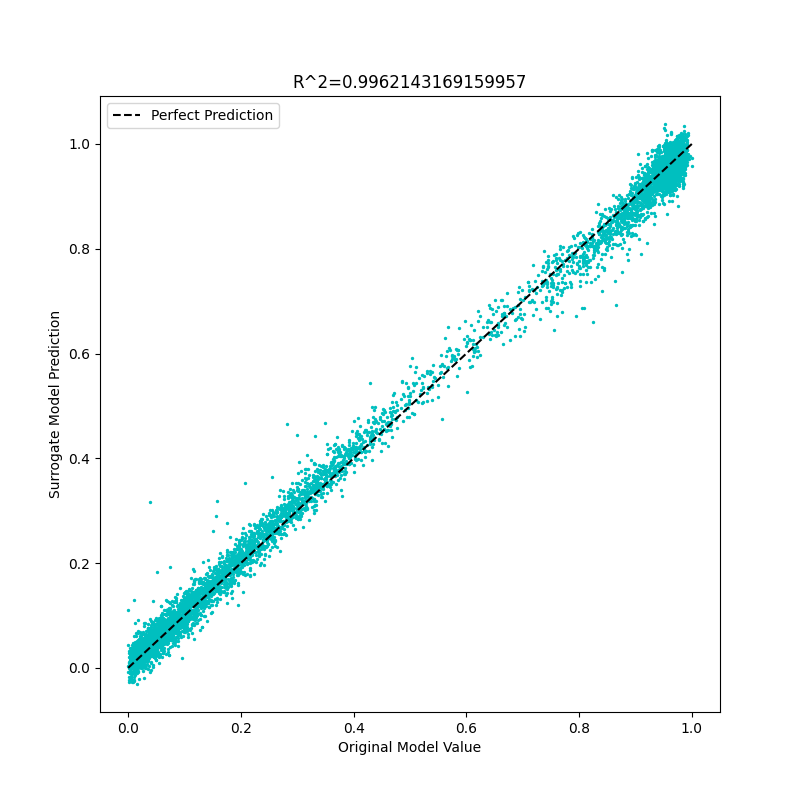 R^2=0.9962143169159957
Perfect Prediction
1.0
0.8
0.6
0.4
0.2
0.0
Surrogate Model Prediction
0.0 0.2 0.4 0.6 0.8 1.0
Original Model Value